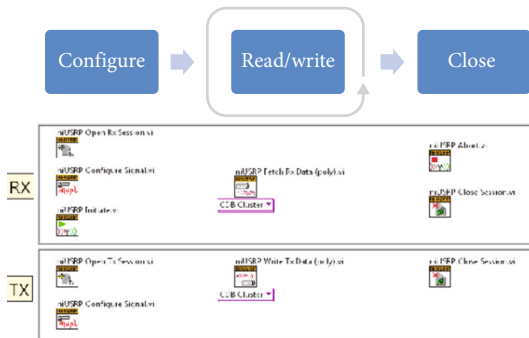 Configure
Read/write
Close
RX
niUSRP Open Rx Session.vi
niUSRP Configure Signal.vi
niUSRP Initiate.vi
niUSRP Fetch Rx Data (poly).vi
CDB Cluster
niUSRP Abort.vi
niUSRP Close Session.vi
TX
niUSRP Open Tx Session.vi
niUSRP Configure Signal.vi
niUSRP Write Tx Data (poly).vi
CDB Cluster
niUSRP Close Session.vi